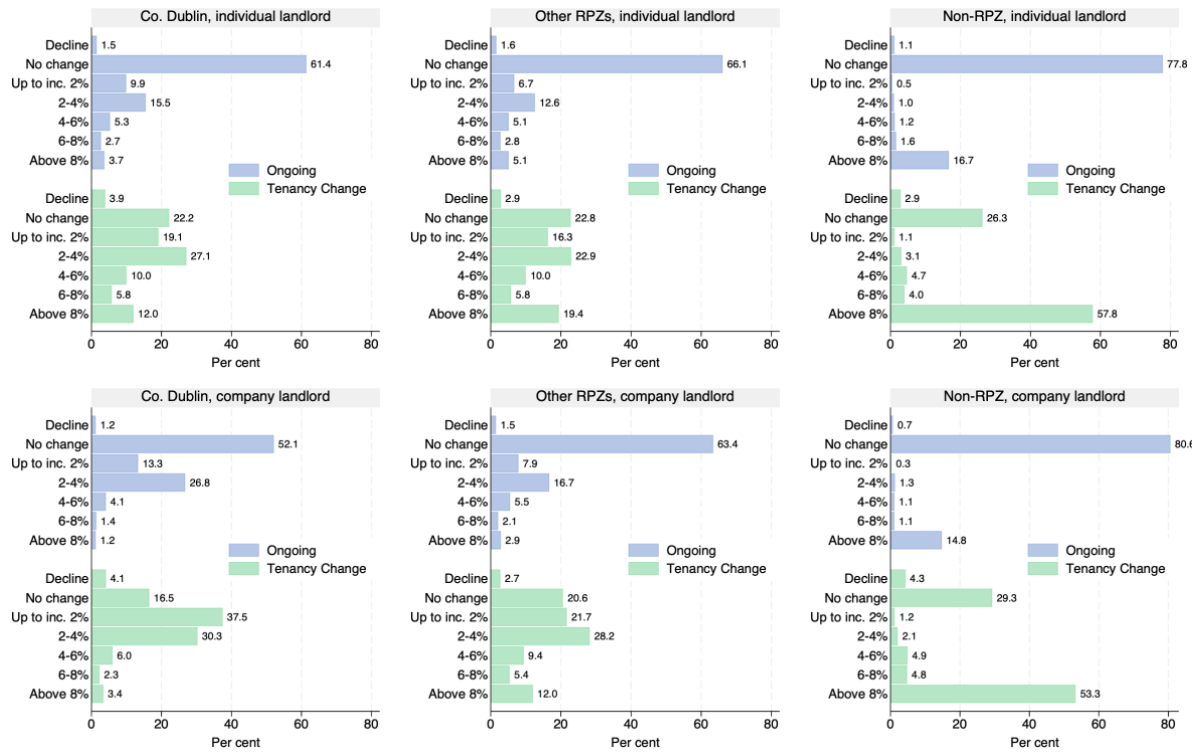 Co. Dublin, individual landlord
Decline 1.5
No change 61.4
Up to inc. 2% 9.9
2-4% 15.5
4-6% 5.3
6-8% 2.7
Above 8% 3.7
Ongoing
Tenancy Change
Decline 3.9
No change 22.2
Up to inc. 2% 19.1
2-4% 27.1
4-6% 10.0
6-8% 5.8
Above 8% 12.0
0 20 40 60 80
Per cent
Other RPZs, individual landlord
Decline 1.6
No change 66.1
Up to inc. 2% 6.7
2-4% 12.6
4-6% 5.1
6-8% 2.8
Above 8% 5.1
Ongoing
Tenancy Change
Decline 2.9
No change 22.8
Up to inc. 2% 16.3
2-4% 22.9
4-6% 10.0
6-8% 5.8
Above 8% 19.4
0 20 40 60 80
Per cent
Non-RPZ, individual landlord
Decline 1.1
No change 77.8
Up to inc. 2% 0.5
2-4% 1.0
4-6% 1.2
6-8% 1.6
Above 8% 16.7
Ongoing
Tenancy Change
Decline 2.9
No change 26.3
Up to inc. 2% 1.1
2-4% 3.1
4-6% 4.7
6-8% 4.0
Above 8% 57.8
0 20 40 60 80
Per cent
Co. Dublin, company landlord
Decline 1.2
No change 52.1
Up to inc. 2% 13.3
2-4% 26.8
4-6% 4.1
6-8% 1.4
Above 8% 1.2
Ongoing
Tenancy Change
Decline 4.1
No change 16.5
Up to inc. 2% 37.5
2-4% 30.3
4-6% 6.0
6-8% 2.3
Above 8% 3.4
0 20 40 60 80
Per cent
Other RPZs, company landlord
Decline 1.5
No change 63.4
Up to inc. 2% 7.9
2-4% 16.7
4-6% 5.5
6-8% 2.1
Above 8% 2.9
Ongoing
Tenancy Change
Decline 2.7
No change 20.6
Up to inc. 2% 21.7
2-4% 28.2
4-6% 9.4
6-8% 5.4
Above 8% 12.0
0 20 40 60 80
Per cent
Non-RPZ, company landlord
Decline 0.7
No change 80.6
Up to inc. 2% 0.3
2-4% 1.3
4-6% 1.1
6-8% 1.1
Above 8% 14.8
Ongoing
Tenancy Change
Decline 4.3
No change 29.3
Up to inc. 2% 1.2
2-4% 2.1
4-6% 4.9
6-8% 4.8
Above 8% 53.3
0 20 40 60 80
Per cent